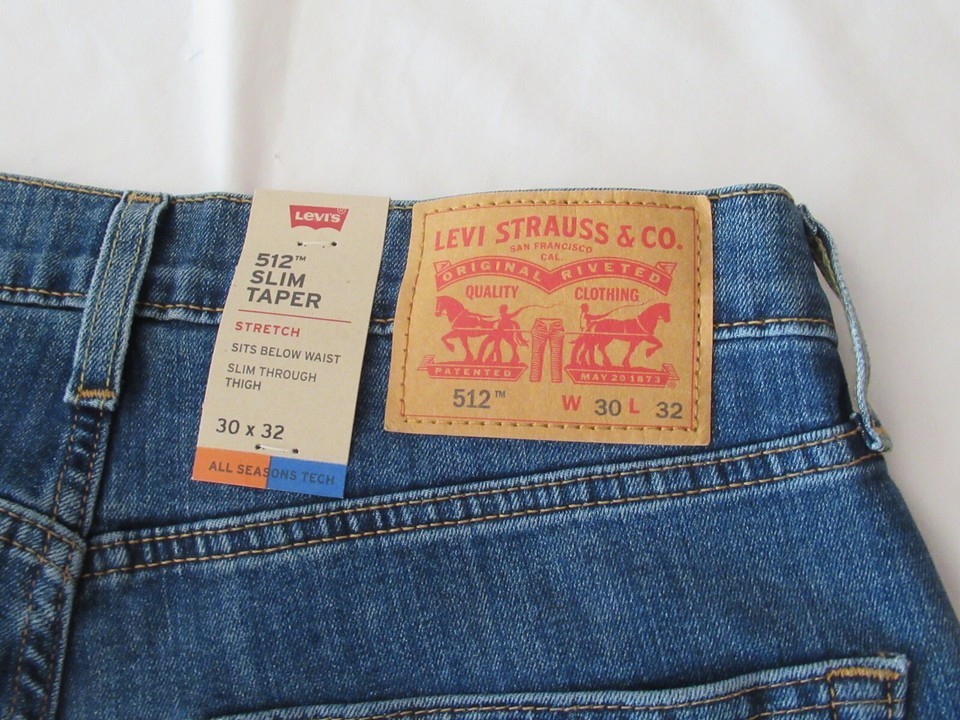 LEVI'S
512™
SLIM
TAPER
STRETCH
SITS BELOW WAIST
SLIM THROUGH
THIGH
30 x 32
ALL SEASONS TECH
LEVI STRAUSS & CO.
SAN FRANCISCO
CAL.
ORIGINAL RIVETED
QUALITY CLOTHING
PATENTED MAY 20 1873
512™ W 30 L 32